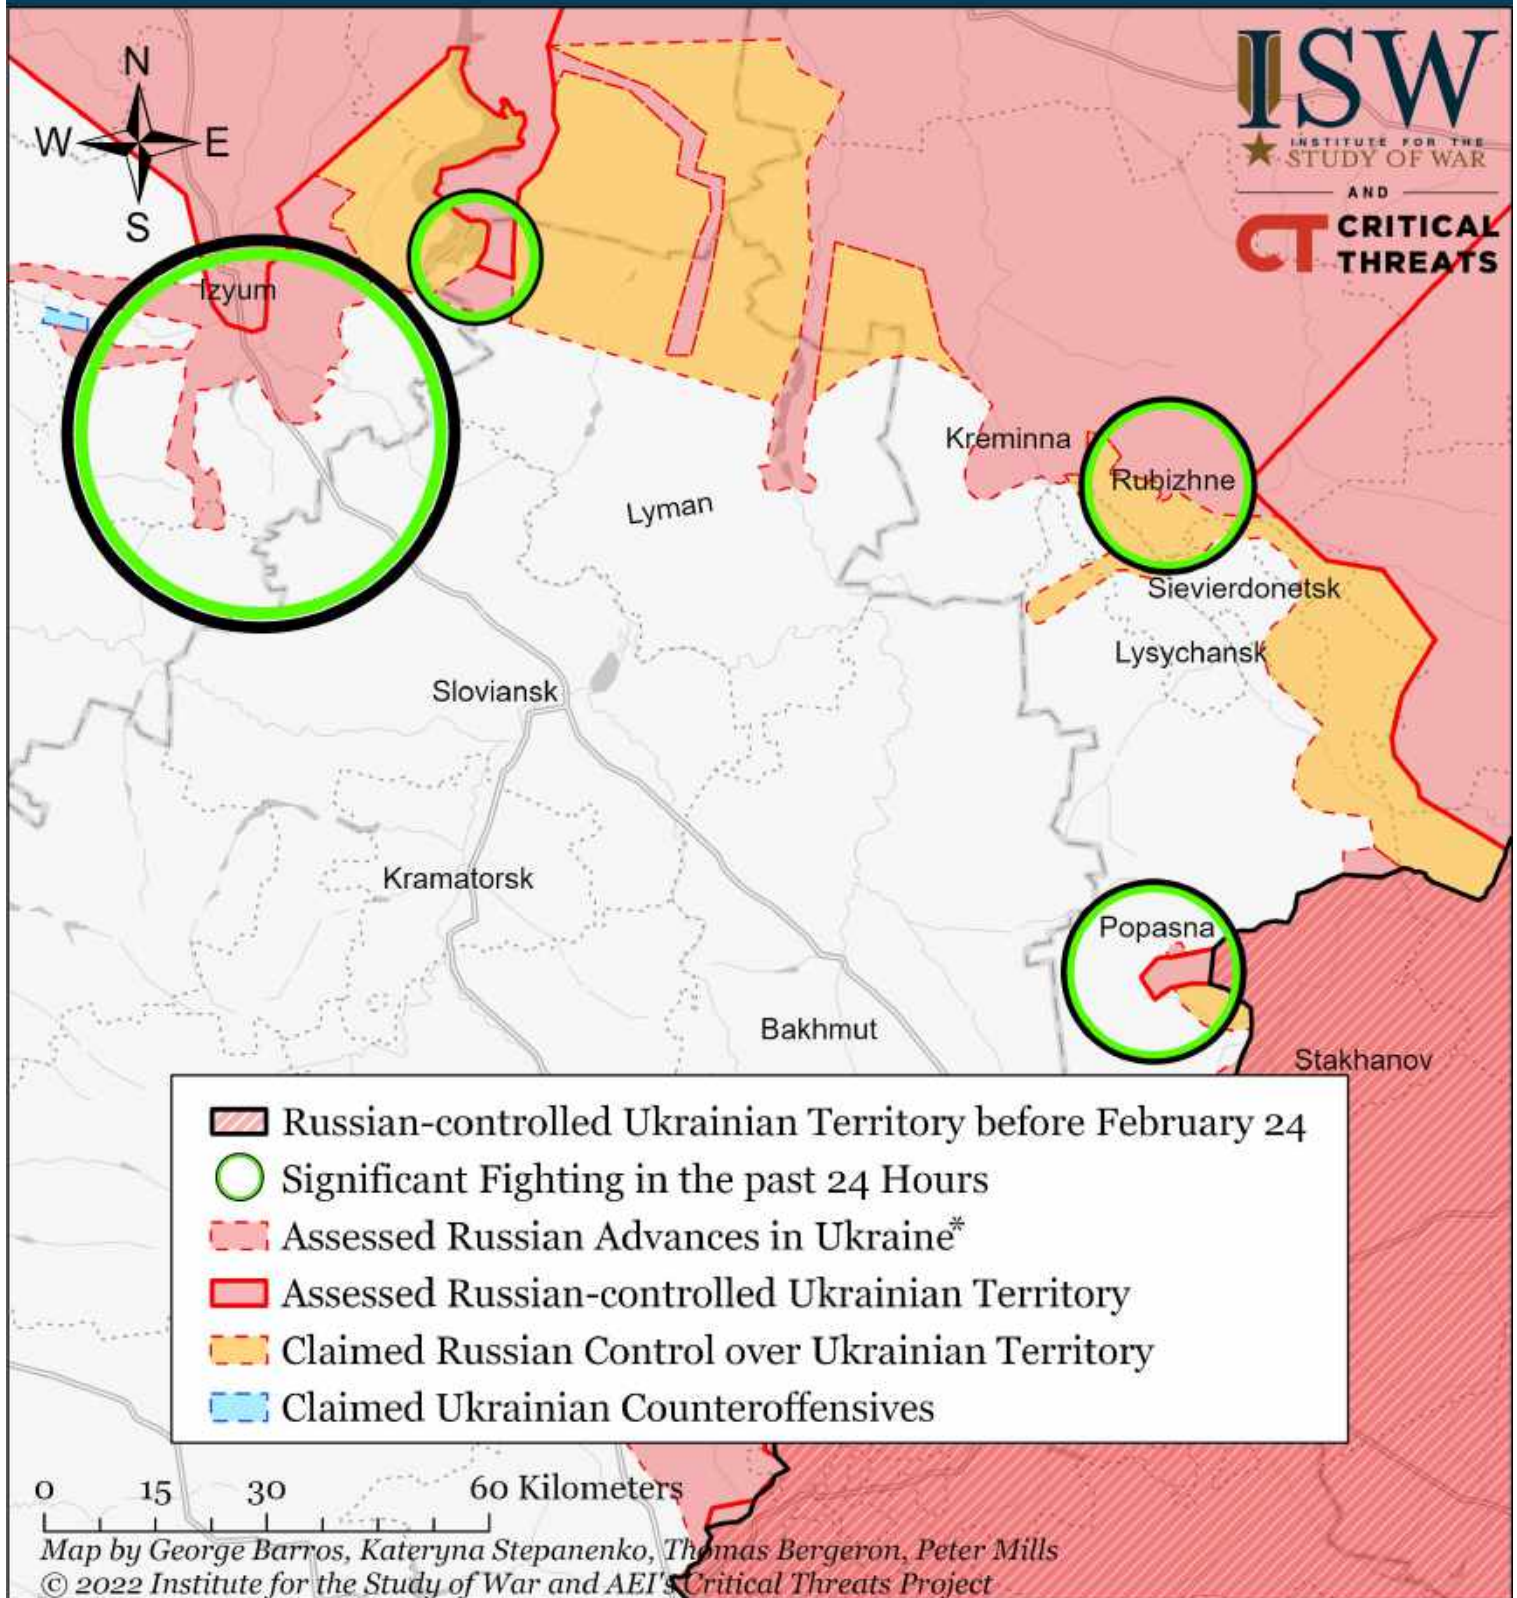 N
W E
S
ISW
INSTITUTE FOR THE
STUDY OF WAR
AND
CT CRITICAL
THREATS
Izyum
Kreminna
Rubizhne
Lyman
Sievierdonetsk
Lysychansk
Sloviansk
Kramatorsk
Popasna
Bakhmut
Stakhanov
Russian-controlled Ukrainian Territory before February 24
Significant Fighting in the past 24 Hours
Assessed Russian Advances in Ukraine*
Assessed Russian-controlled Ukrainian Territory
Claimed Russian Control over Ukrainian Territory
Claimed Ukrainian Counteroffensives
0 15 30 60 Kilometers
Map by George Barros, Kateryna Stepanenko, Thomas Bergeron, Peter Mills
© 2022 Institute for the Study of War and AEI's Critical Threats Project